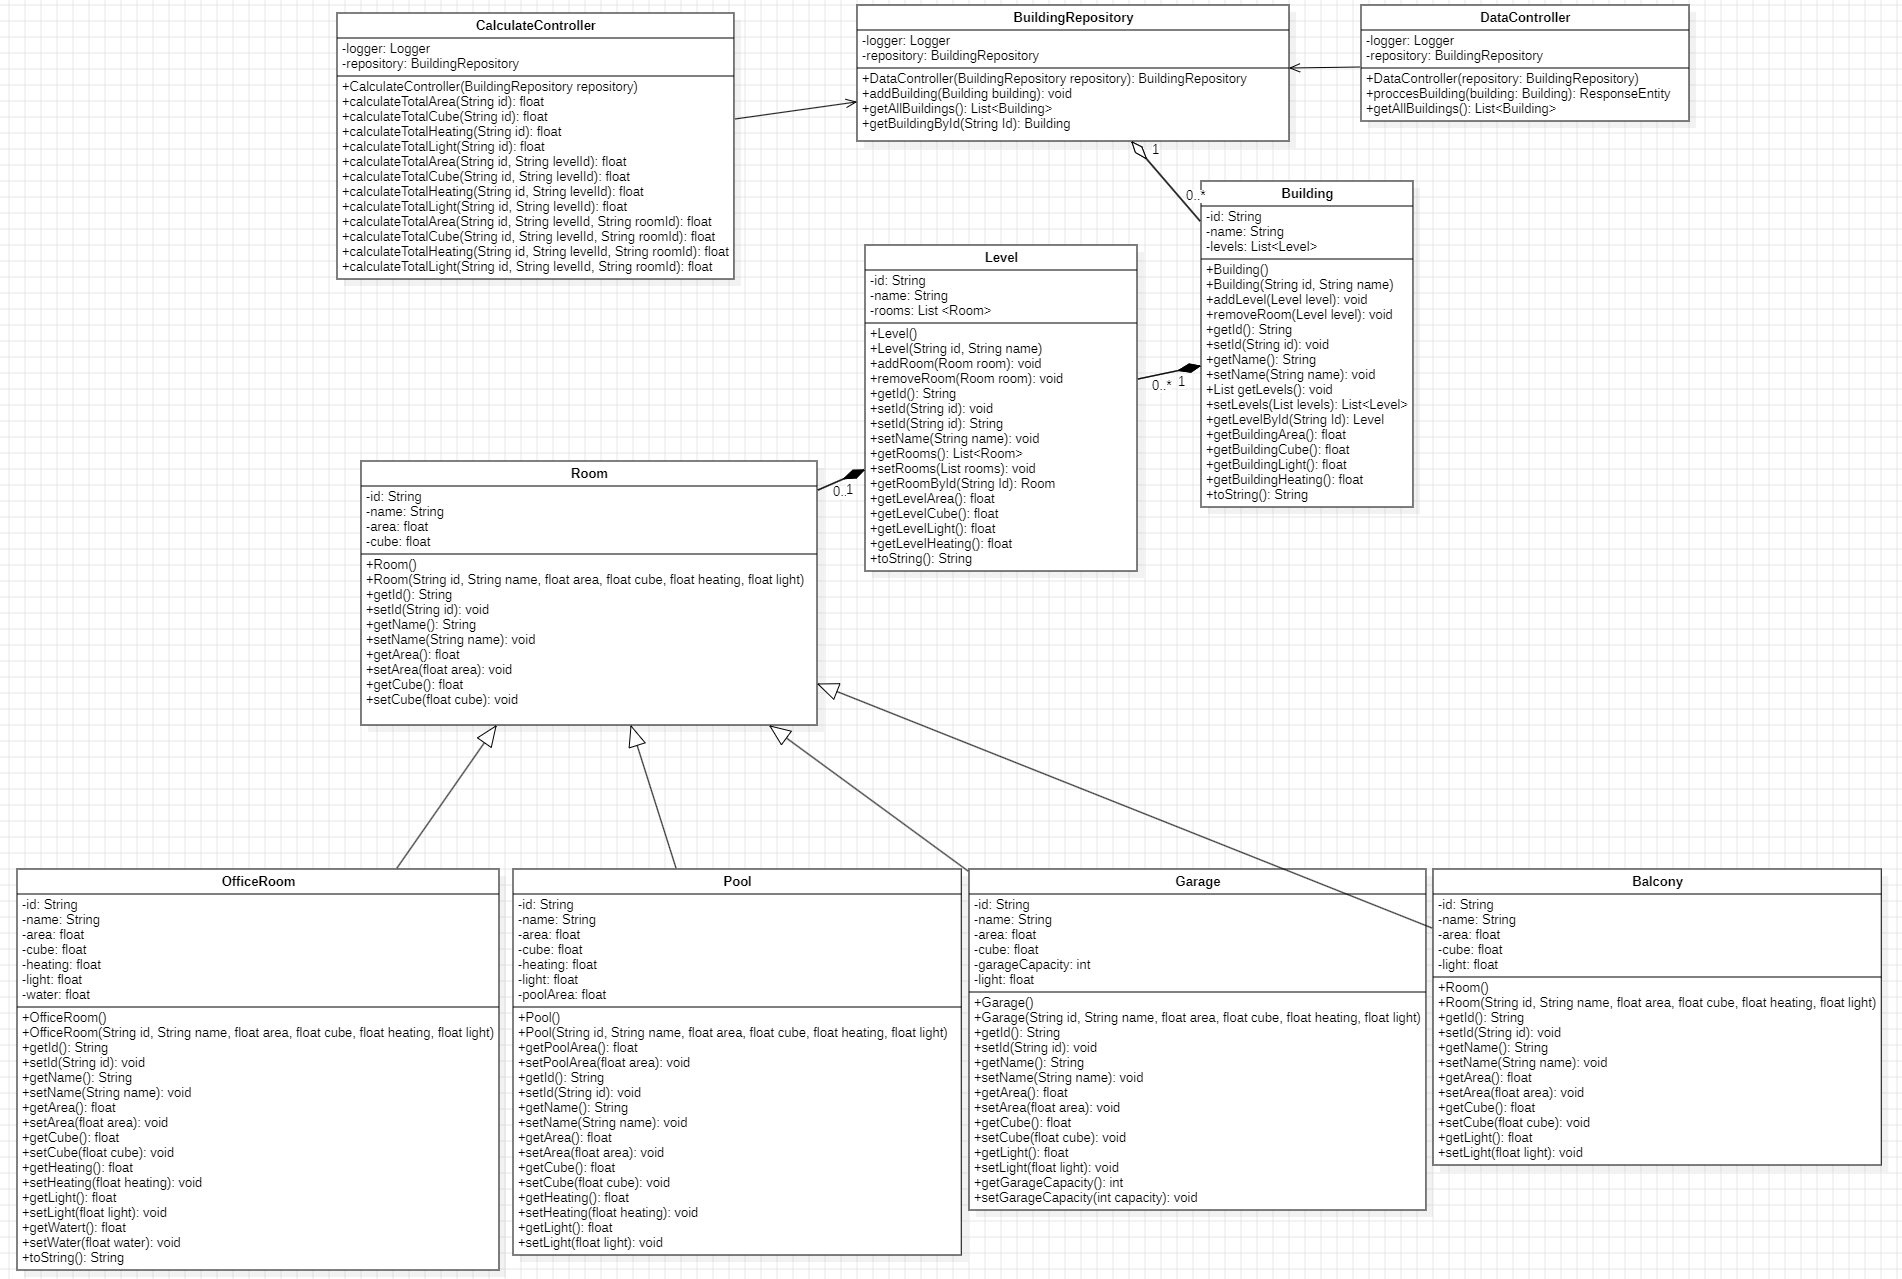 CalculateController
-logger: Logger
-repository: BuildingRepository
+CalculateController(BuildingRepository repository)
+calculateTotalArea(String id): float
+calculateTotalCube(String id): float
+calculateTotalHeating(String id): float
+calculateTotalLight(String id): float
+calculateTotalArea(String id, String levelId): float
+calculateTotalCube(String id, String levelId): float
+calculateTotalHeating(String id, String levelId): float
+calculateTotalLight(String id, String levelId): float
+calculateTotalArea(String id, String levelId, String roomId): float
+calculateTotalCube(String id, String levelId, String roomId): float
+calculateTotalHeating(String id, String levelId, String roomId): float
+calculateTotalLight(String id, String levelId, String roomId): float
BuildingRepository
-logger: Logger
-repository: BuildingRepository
+DataController(BuildingRepository repository): BuildingRepository
+addBuilding(Building building): void
+getAllBuildings(): List<Building>
+getBuildingById(String Id): Building
DataController
-logger: Logger
-repository: BuildingRepository
+DataController(repository: BuildingRepository)
+proccesBuilding(building: Building): ResponseEntity
+getAllBuildings(): List<Building>
1
0..*
Building
-id: String
-name: String
-levels: List<Level>
+Building()
+Building(String id, String name)
+addLevel(Level level): void
+removeRoom(Level level): void
+getId(): String
+setId(String id): void
+getName(): String
+setName(String name): void
+List getLevels(): void
+setLevels(List levels): List<Level>
+getLevelById(String Id): Level
+getBuildingArea(): float
+getBuildingCube(): float
+getBuildingLight(): float
+getBuildingHeating(): float
+toString(): String
0..* 1
Level
-id: String
-name: String
-rooms: List <Room>
+Level()
+Level(String id, String name)
+addRoom(Room room): void
+removeRoom(Room room): void
+getId(): String
+setId(String id): void
+setId(String id): String
+setName(String name): void
+getRooms(): List<Room>
+setRooms(List rooms): void
+getRoomById(String Id): Room
+getLevelArea(): float
+getLevelCube(): float
+getLevelLight(): float
+getLevelHeating(): float
+toString(): String
0..1
Room
-id: String
-name: String
-area: float
-cube: float
+Room()
+Room(String id, String name, float area, float cube, float heating, float light)
+getId(): String
+setId(String id): void
+getName(): String
+setName(String name): void
+getArea(): float
+setArea(float area): void
+getCube(): float
+setCube(float cube): void
OfficeRoom
-id: String
-name: String
-area: float
-cube: float
-heating: float
-light: float
-water: float
+OfficeRoom()
+OfficeRoom(String id, String name, float area, float cube, float heating, float light)
+getId(): String
+setId(String id): void
+getName(): String
+setName(String name): void
+getArea(): float
+setArea(float area): void
+getCube(): float
+setCube(float cube): void
+getHeating(): float
+setHeating(float heating): void
+getLight(): float
+setLight(float light): void
+getWatert(): float
+setWater(float water): void
+toString(): String
Pool
-id: String
-name: String
-area: float
-cube: float
-heating: float
-light: float
-poolArea: float
+Pool()
+Pool(String id, String name, float area, float cube, float heating, float light)
+getPoolArea(): float
+setPoolArea(float area): void
+getId(): String
+setId(String id): void
+getName(): String
+setName(String name): void
+getArea(): float
+setArea(float area): void
+getCube(): float
+setCube(float cube): void
+getHeating(): float
+setHeating(float heating): void
+getLight(): float
+setLight(float light): void
Garage
-id: String
-name: String
-area: float
-cube: float
-garageCapacity: int
-light: float
+Garage()
+Garage(String id, String name, float area, float cube, float heating, float light)
+getId(): String
+setId(String id): void
+getName(): String
+setName(String name): void
+getArea(): float
+setArea(float area): void
+getCube(): float
+setCube(float cube): void
+getLight(): float
+setLight(float light): void
+getGarageCapacity(): int
+setGarageCapacity(int capacity): void
Balcony
-id: String
-name: String
-area: float
-cube: float
-light: float
+Room()
+Room(String id, String name, float area, float cube, float heating, float light)
+getId(): String
+setId(String id): void
+getName(): String
+setName(String name): void
+getArea(): float
+setArea(float area): void
+getCube(): float
+setCube(float cube): void
+getLight(): float
+setLight(float light): void